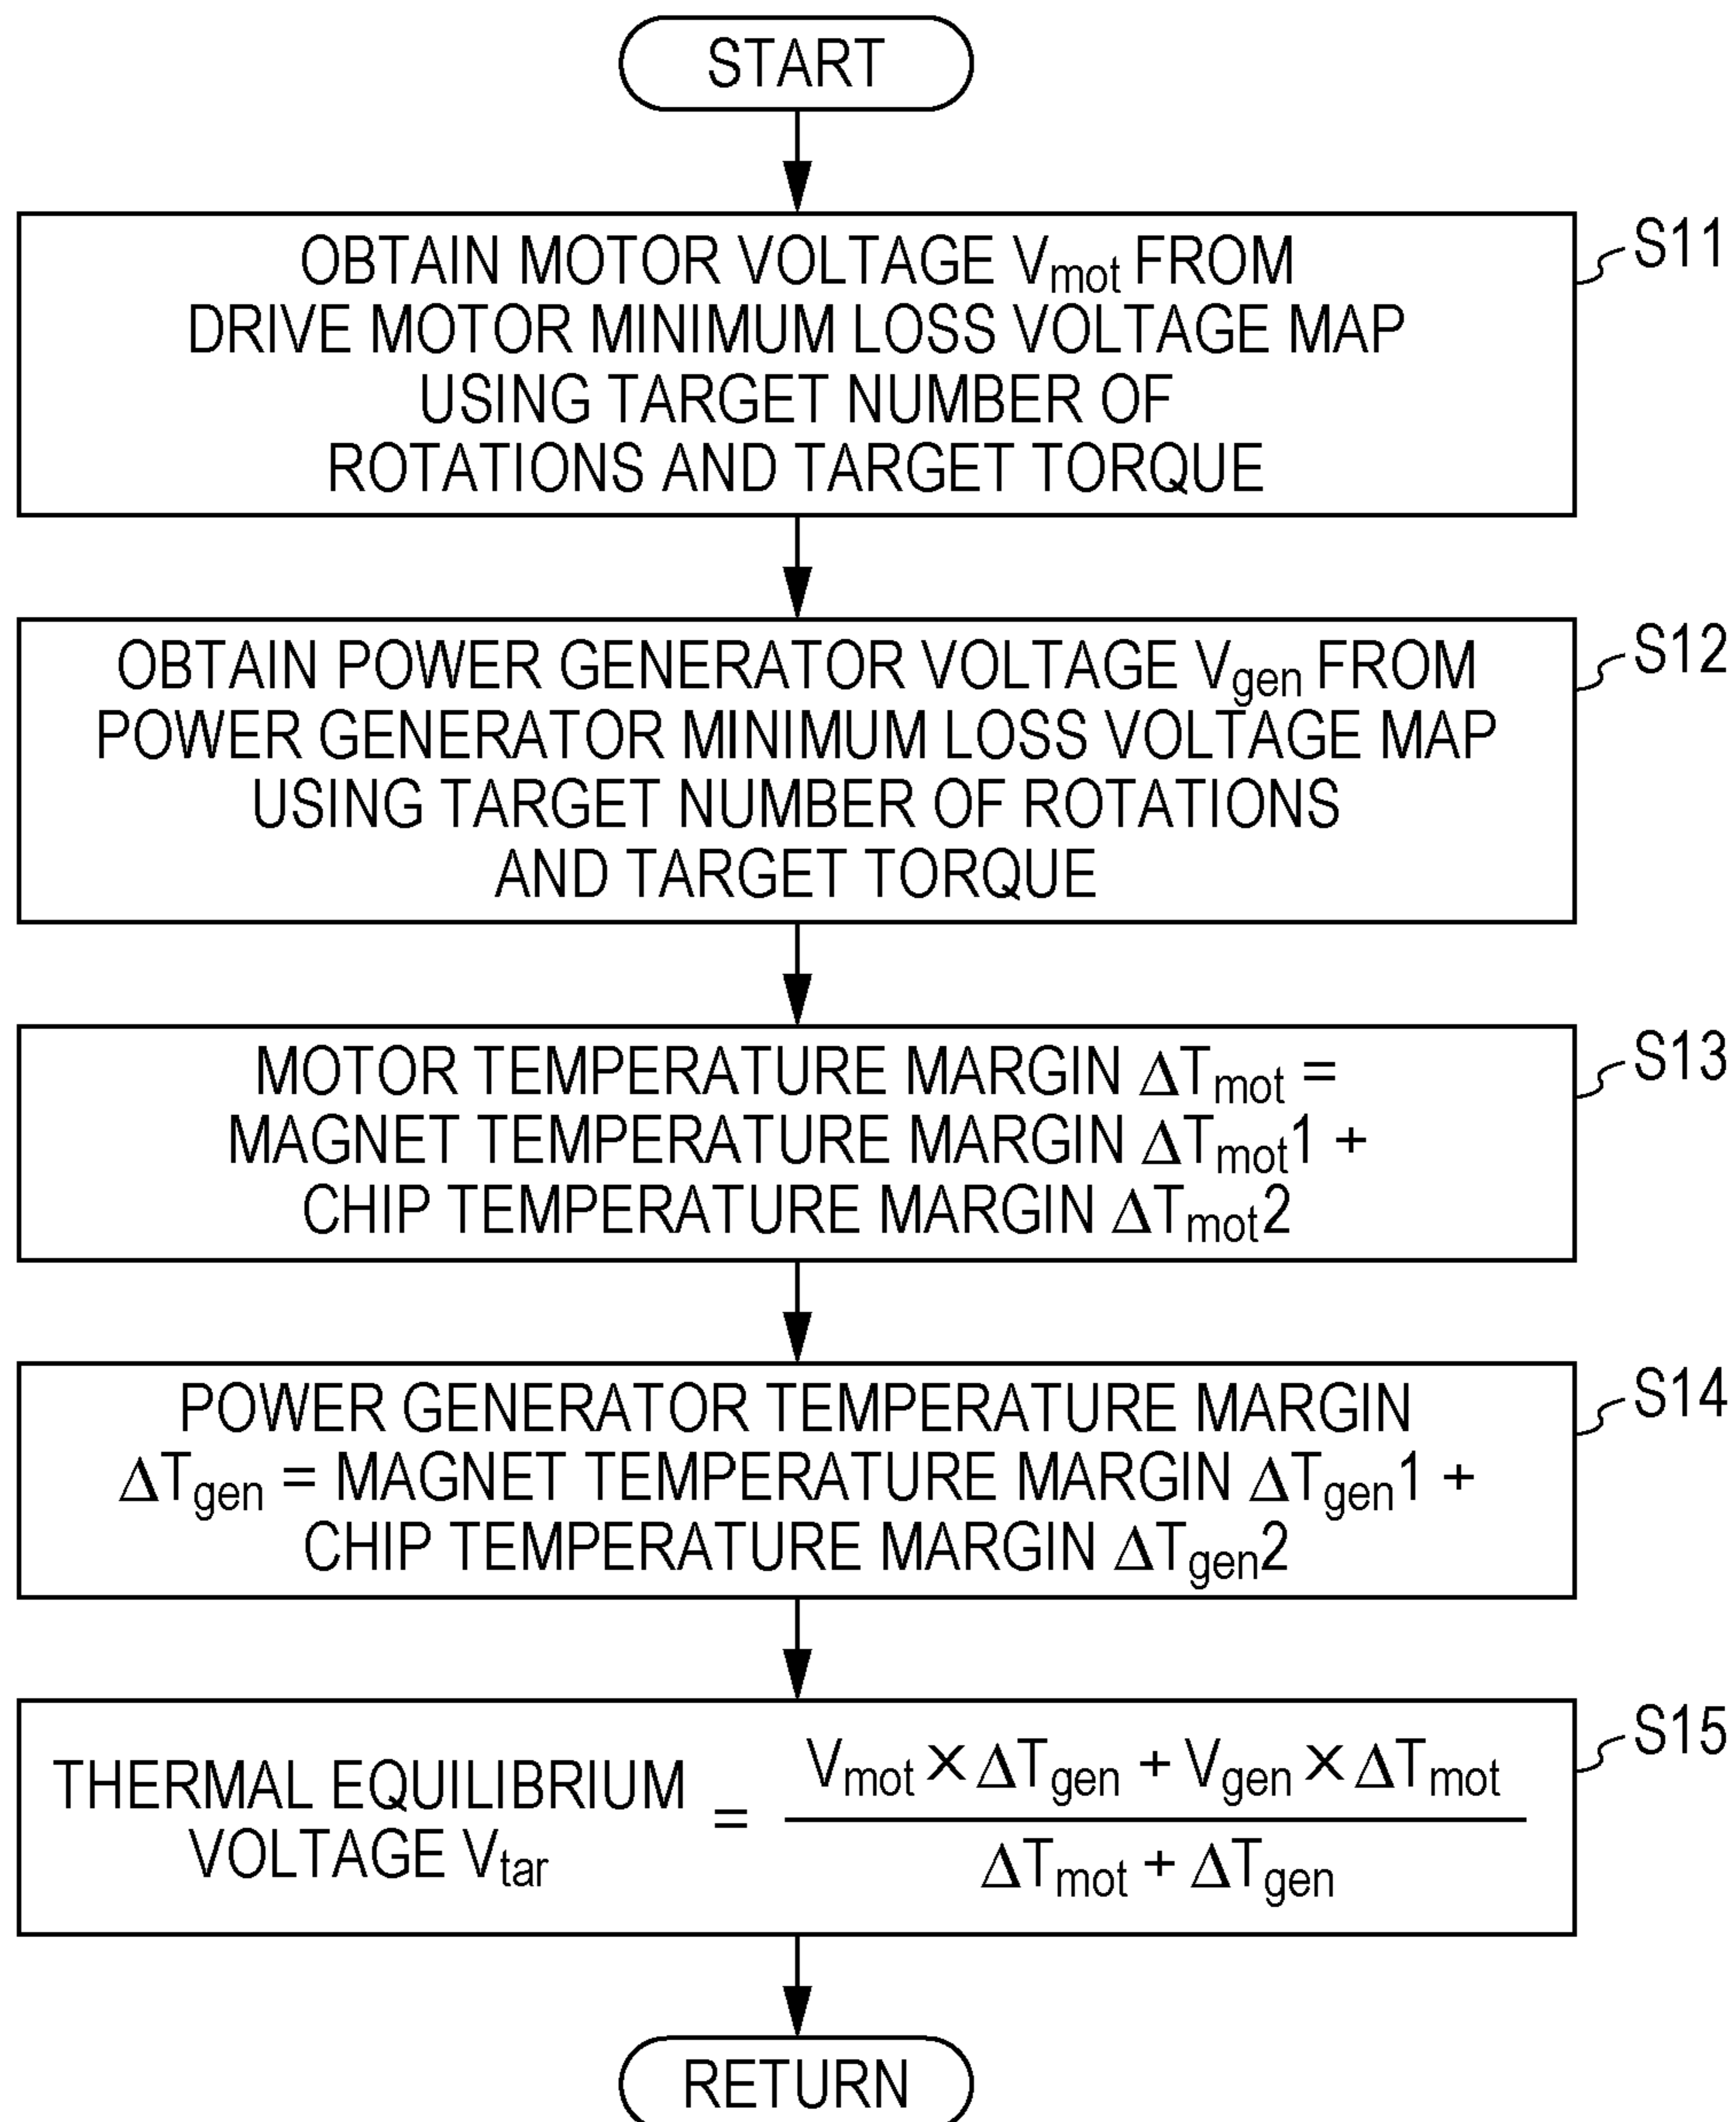 START
S11
OBTAIN MOTOR VOLTAGE Vmot FROM
DRIVE MOTOR MINIMUM LOSS VOLTAGE MAP
USING TARGET NUMBER OF
ROTATIONS AND TARGET TORQUE
S12
OBTAIN POWER GENERATOR VOLTAGE Vgen FROM
POWER GENERATOR MINIMUM LOSS VOLTAGE MAP
USING TARGET NUMBER OF ROTATIONS
AND TARGET TORQUE
S13
MOTOR TEMPERATURE MARGIN ΔTmot =
MAGNET TEMPERATURE MARGIN ΔTmot1 +
CHIP TEMPERATURE MARGIN ΔTmot2
S14
POWER GENERATOR TEMPERATURE MARGIN
ΔTgen = MAGNET TEMPERATURE MARGIN ΔTgen1 +
CHIP TEMPERATURE MARGIN ΔTgen2
S15
THERMAL EQUILIBRIUM
VOLTAGE Vtar
=
Vmot × ΔTgen + Vgen × ΔTmot
ΔTmot + ΔTgen
RETURN